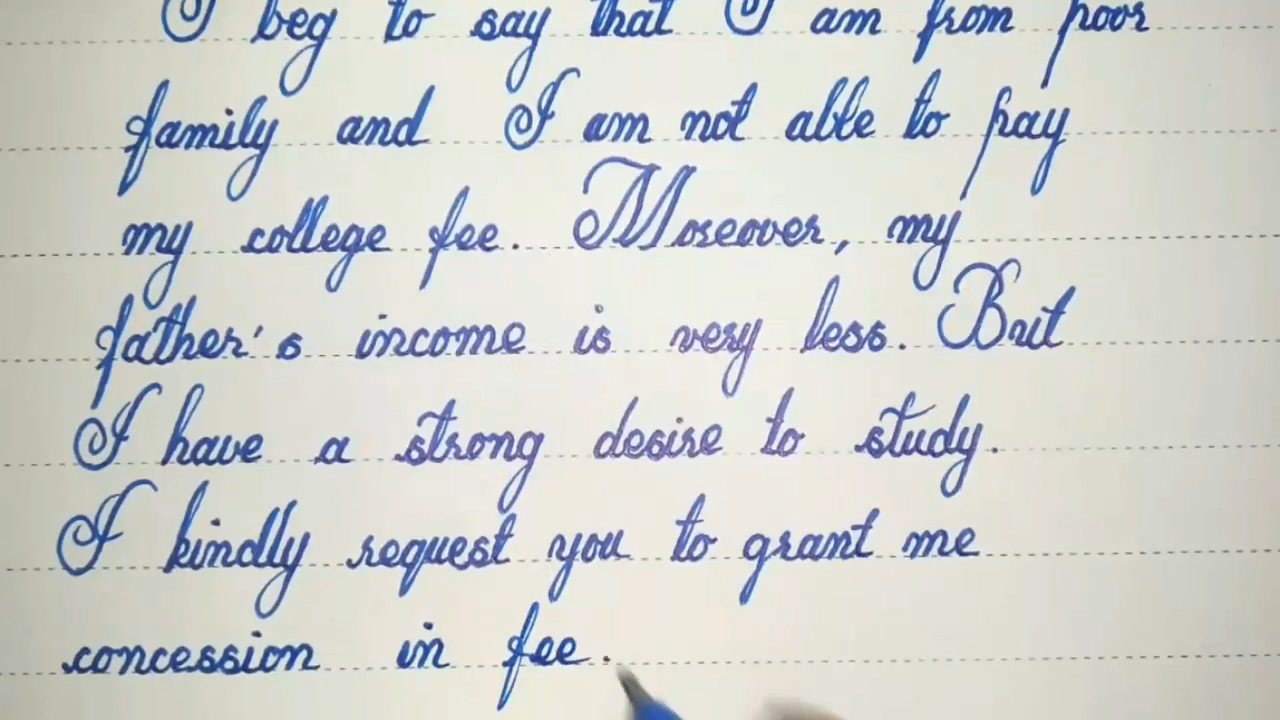 I beg to say that I am from poor
family and I am not able to pay
my college fee. Moreover, my
father's income is very less. But
I have a strong desire to study.
I kindly request you to grant me
concession in fee.